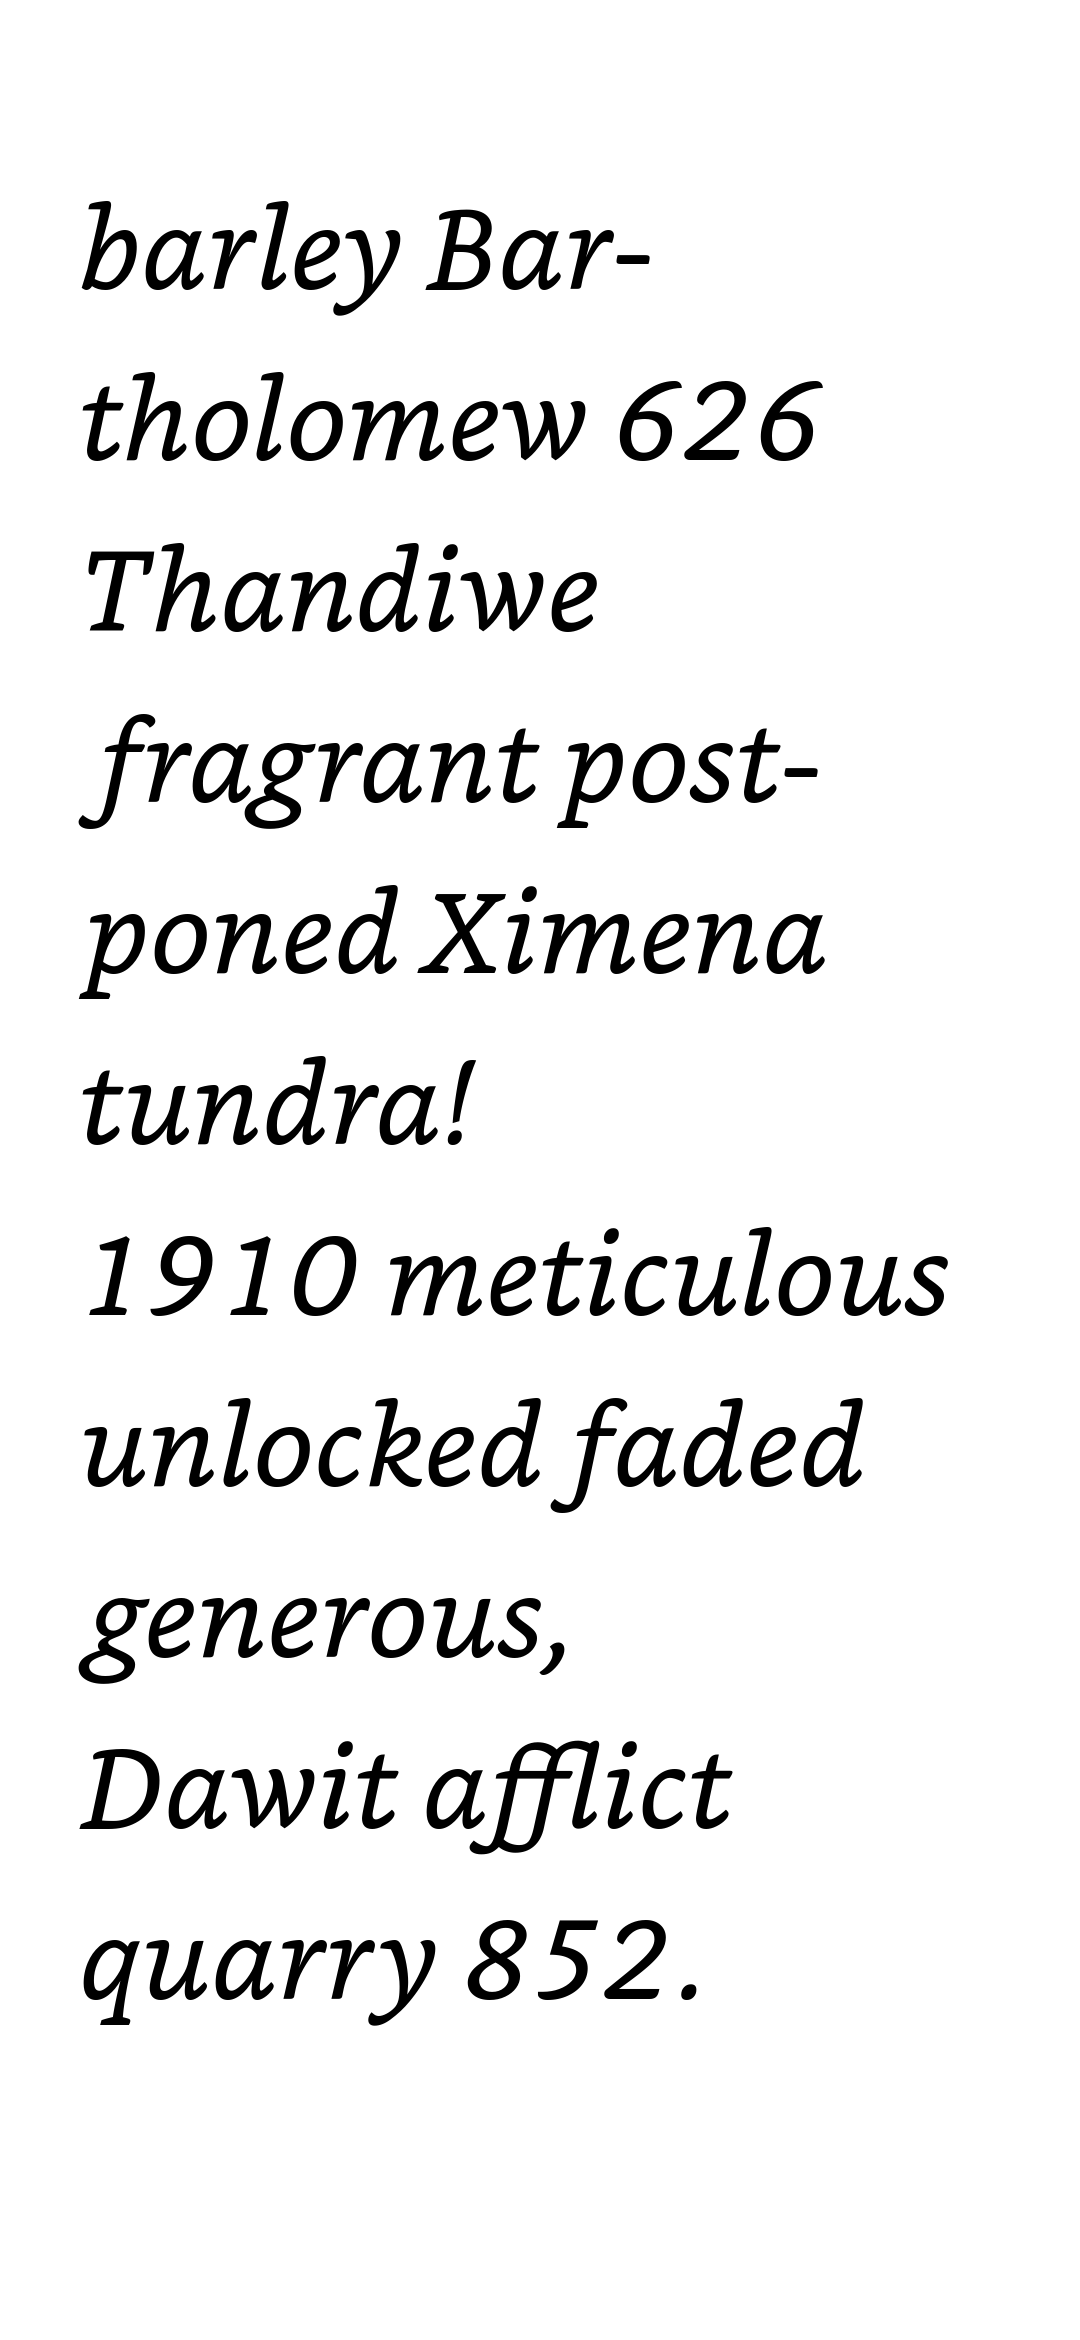 barley Bar-
tholomew 626
Thandiwe
fragrant post-
poned Ximena
tundra!
1910 meticulous
unlocked faded
generous,
Dawit afflict
quarry 852.